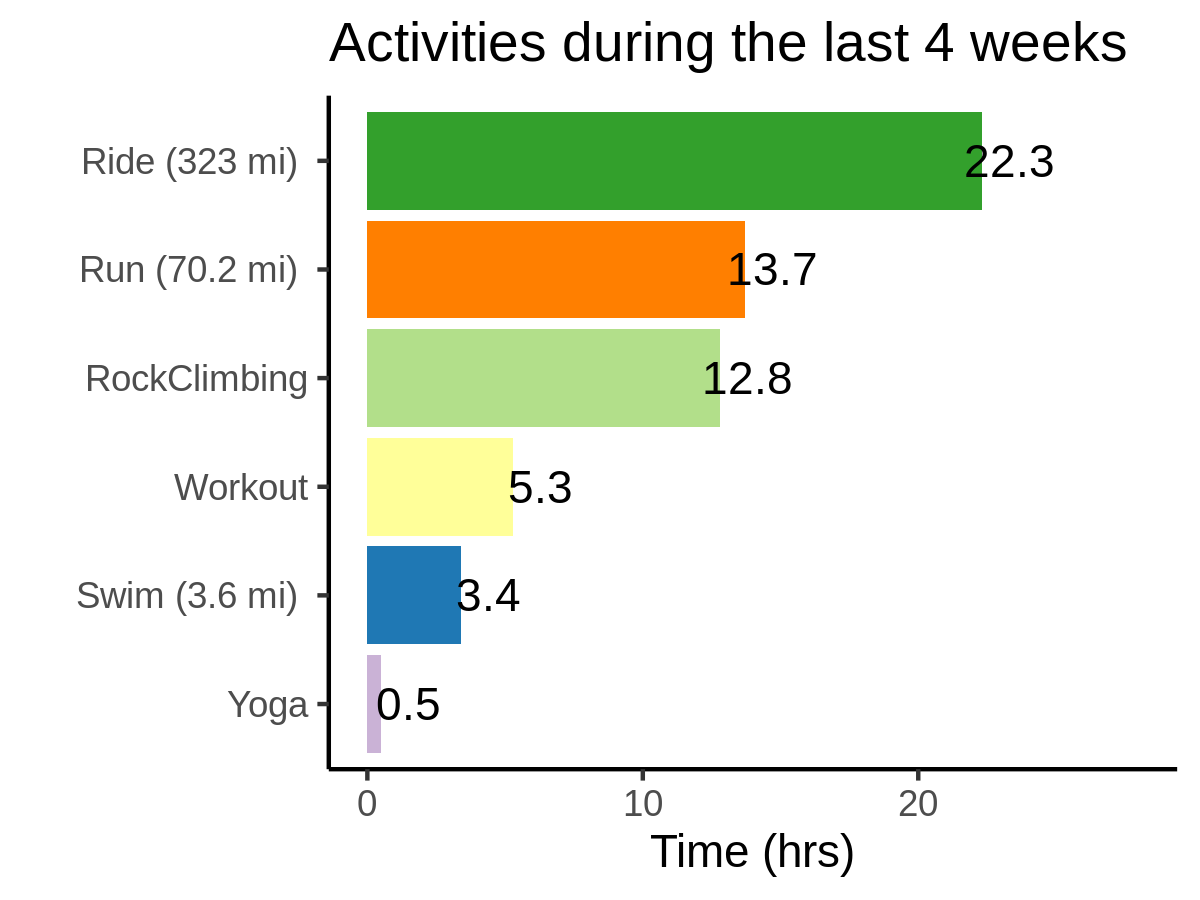 Activities during the last 4 weeks
Ride (323 mi)
22.3
Run (70.2 mi)
13.7
RockClimbing
12.8
Workout
5.3
Swim (3.6 mi)
3.4
Yoga
0.5
0 10 20
Time (hrs)